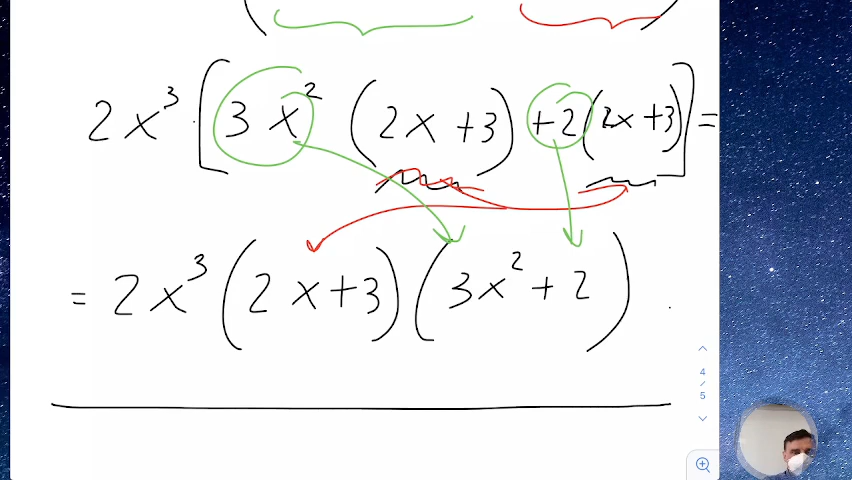 2x³ · [3x² (2x+3) +2(2x+3)] =
= 2x³ (2x+3) (3x² + 2) .
4
/
5